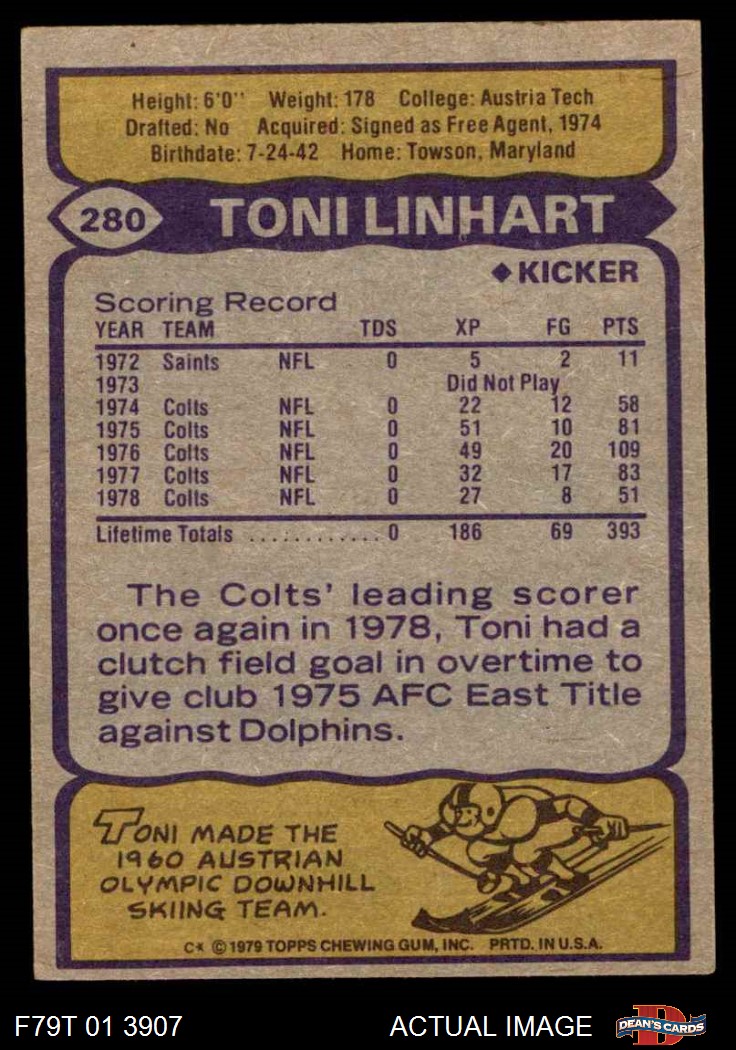 Height: 6'0" Weight: 178 College: Austria Tech
Drafted: No Acquired: Signed as Free Agent, 1974
Birthdate: 7-24-42 Home: Towson, Maryland
280 TONI LINHART
◆ KICKER
Scoring Record
YEAR TEAM TDS XP FG PTS
1972 Saints NFL 0 5 2 11
1973 Did Not Play
1974 Colts NFL 0 22 12 58
1975 Colts NFL 0 51 10 81
1976 Colts NFL 0 49 20 109
1977 Colts NFL 0 32 17 83
1978 Colts NFL 0 27 8 51
Lifetime Totals ............ 0 186 69 393
The Colts' leading scorer
once again in 1978, Toni had a
clutch field goal in overtime to
give club 1975 AFC East Title
against Dolphins.
TONI MADE THE
1960 AUSTRIAN
OLYMPIC DOWNHILL
SKIING TEAM.
C* © 1979 TOPPS CHEWING GUM, INC. PRTD. IN U.S.A.
F79T 01 3907 ACTUAL IMAGE D DEAN'S CARDS